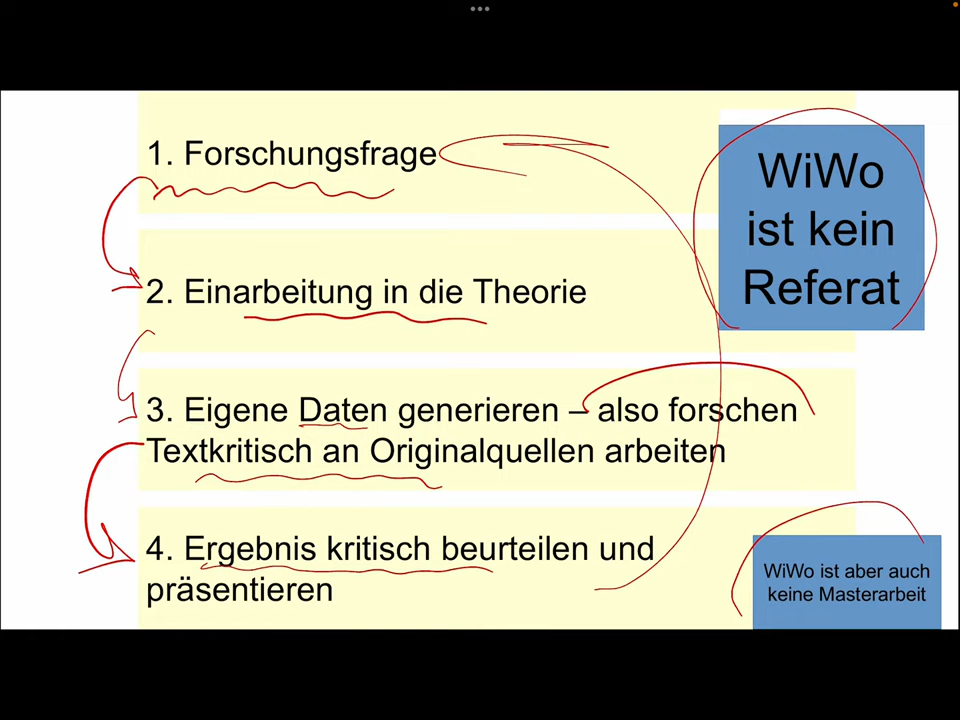 1. Forschungsfrage
WiWo
ist kein
Referat
2. Einarbeitung in die Theorie
3. Eigene Daten generieren – also forschen
Textkritisch an Originalquellen arbeiten
4. Ergebnis kritisch beurteilen und
präsentieren
WiWo ist aber auch
keine Masterarbeit